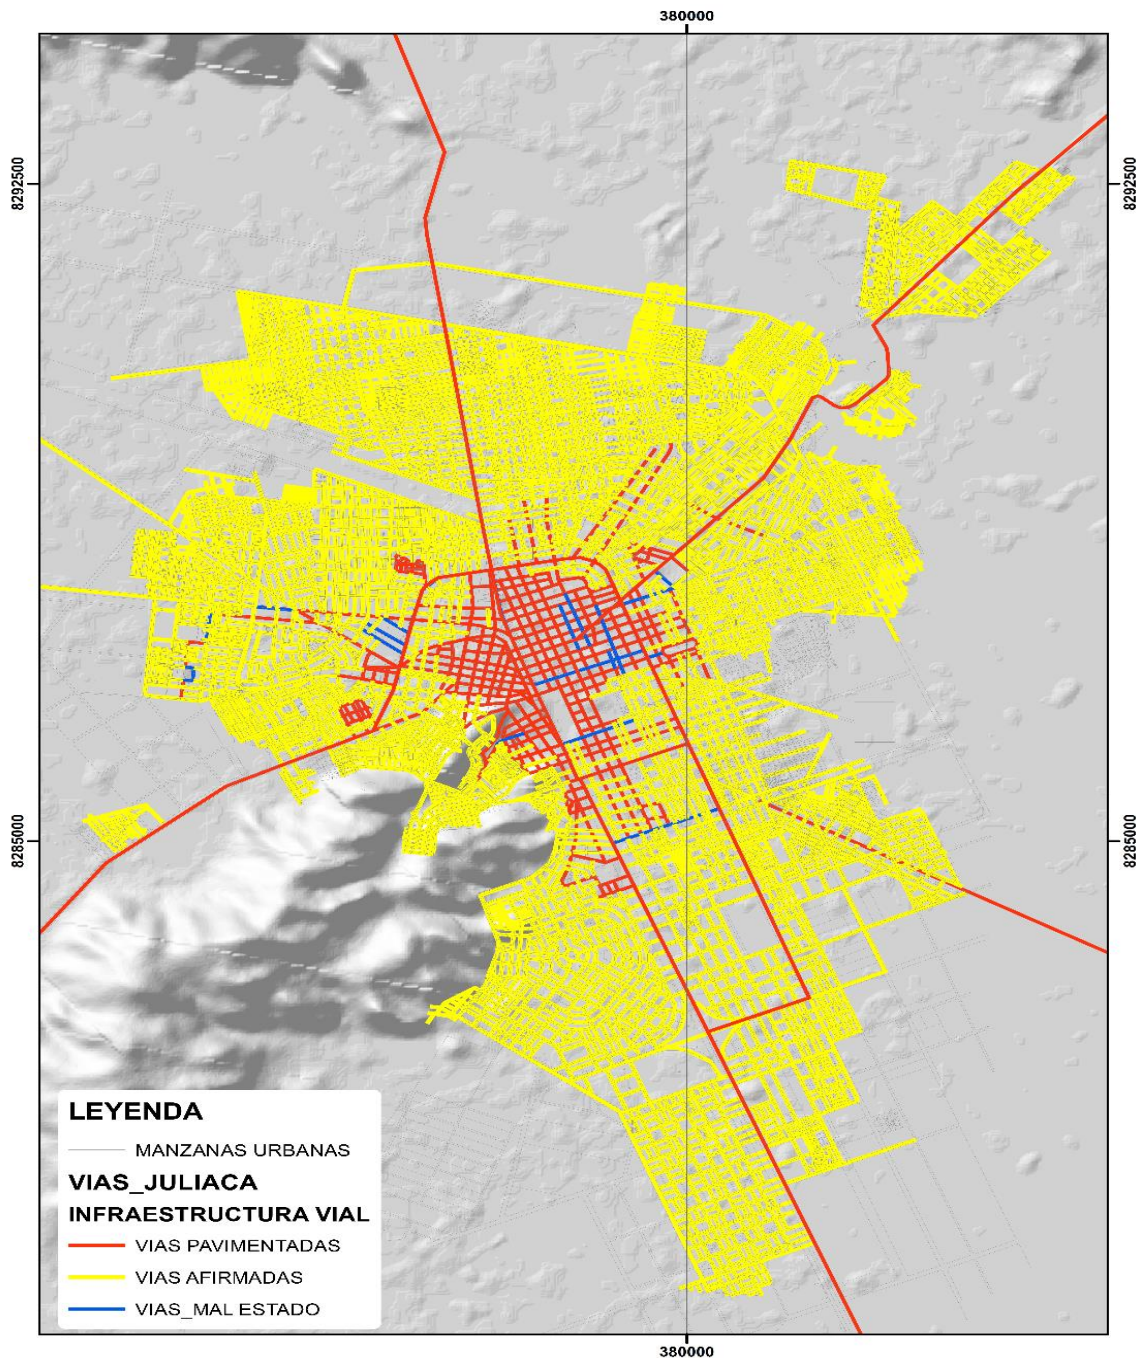 380000
8292500
8292500
8285000
8285000
LEYENDA
MANZANAS URBANAS
VIAS_JULIACA
INFRAESTRUCTURA VIAL
VIAS PAVIMENTADAS
VIAS AFIRMADAS
VIAS_MAL ESTADO
380000